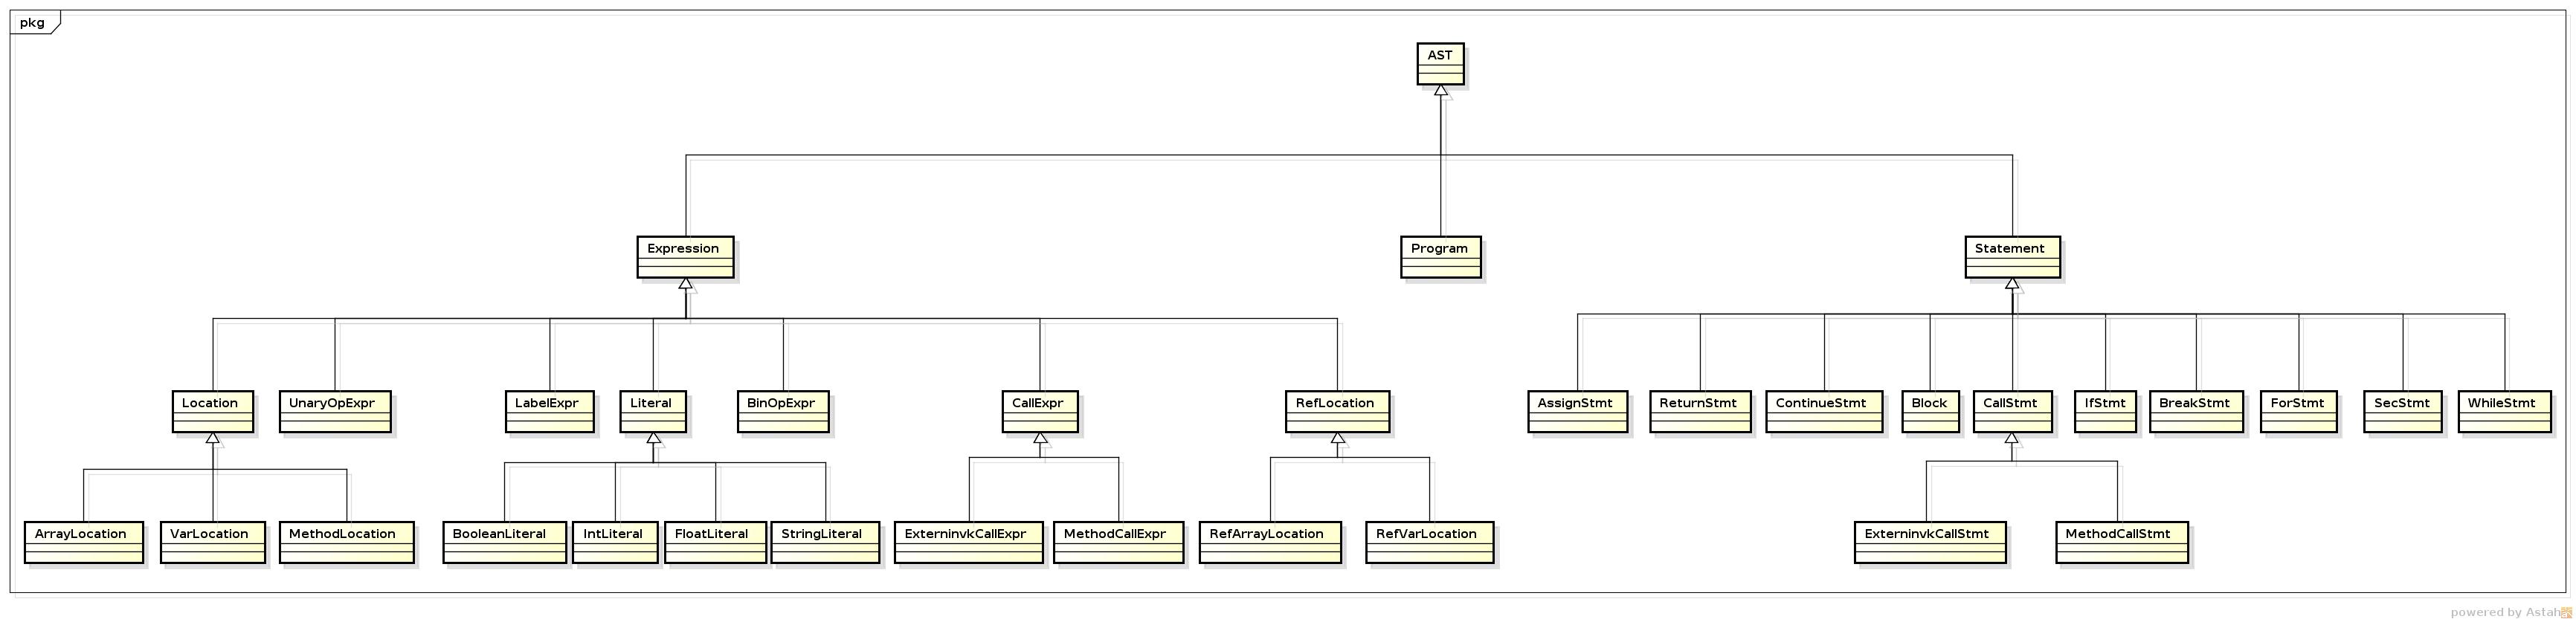 pkg
AST
Expression
Program
Statement
Location
UnaryOpExpr
LabelExpr
Literal
BinOpExpr
CallExpr
RefLocation
AssignStmt
ReturnStmt
ContinueStmt
Block
CallStmt
IfStmt
BreakStmt
ForStmt
SecStmt
WhileStmt
ArrayLocation
VarLocation
MethodLocation
BooleanLiteral
IntLiteral
FloatLiteral
StringLiteral
ExterninvkCallExpr
MethodCallExpr
RefArrayLocation
RefVarLocation
ExterninvkCallStmt
MethodCallStmt
powered by Astah